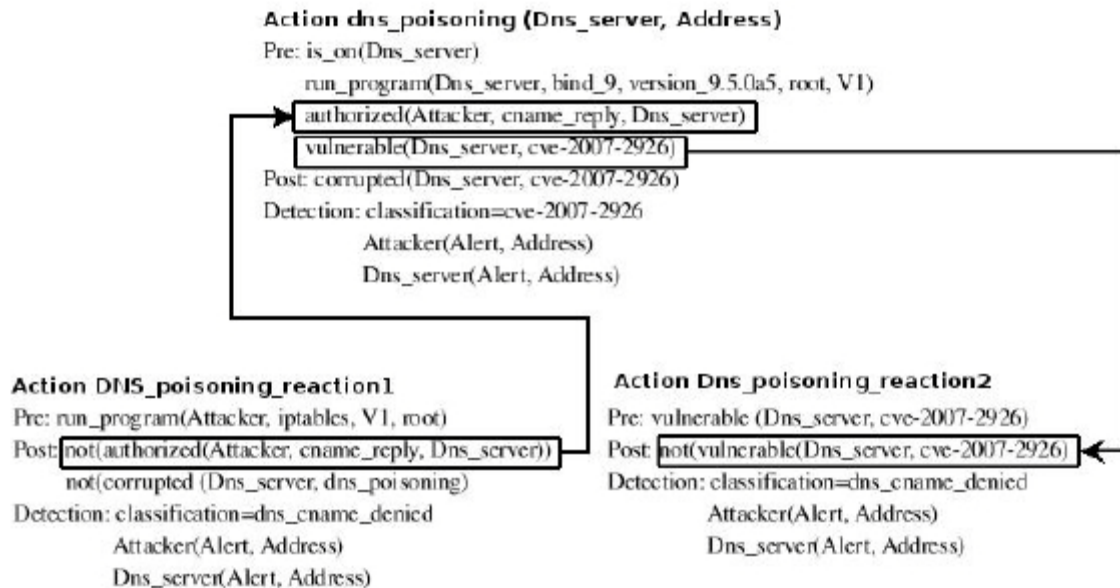 Action dns_poisoning (Dns_server, Address)
Pre: is_on(Dns_server)
run_program(Dns_server, bind_9, version_9.5.0a5, root, V1)
authorized(Attacker, cname_reply, Dns_server)
vulnerable(Dns_server, cve-2007-2926)
Post: corrupted(Dns_server, cve-2007-2926)
Detection: classification=cve-2007-2926
Attacker(Alert, Address)
Dns_server(Alert, Address)
Action DNS_poisoning_reaction1
Pre: run_program(Attacker, iptables, V1, root)
Post: not(authorized(Attacker, cname_reply, Dns_server))
not(corrupted (Dns_server, dns_poisoning)
Detection: classification=dns_cname_denied
Attacker(Alert, Address)
Dns_server(Alert, Address)
Action Dns_poisoning_reaction2
Pre: vulnerable (Dns_server, cve-2007-2926)
Post: not(vulnerable(Dns_server, cve-2007-2926)
Detection: classification=dns_cname_denied
Attacker(Alert, Address)
Dns_server(Alert, Address)